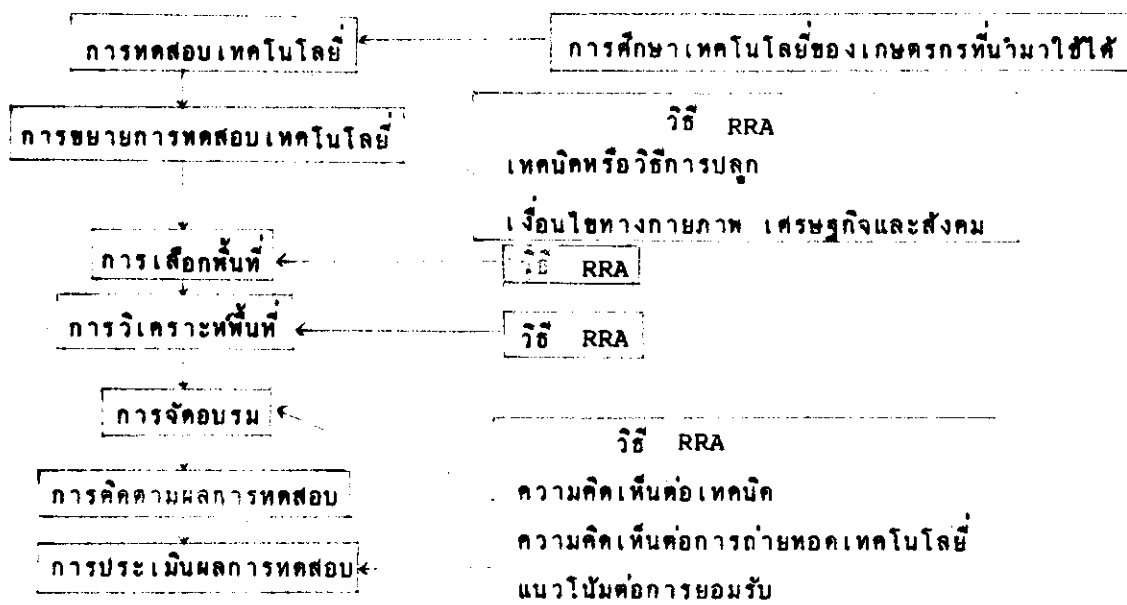 การทดสอบเทคโนโลยี่
การศึกษาเทคโนโลยี่ของเกษตรกรที่นำมาใช้ได้
การขยายการทดสอบเทคโนโลยี่
วิธี RRA
เทคนิคหรือวิธีการปลูก
เงื่อนไขทางกายภาพ เศรษฐกิจและสังคม
การเลือกพื้นที่
วิธี RRA
การวิเคราะห์พื้นที่
วิธี RRA
การจัดอบรม
วิธี RRA
การติดตามผลการทดสอบ
ความคิดเห็นต่อเทคนิค
ความคิดเห็นต่อการถ่ายทอดเทคโนโลยี่
การประเมินผลการทดสอบ
แนวโน้มต่อการยอมรับ